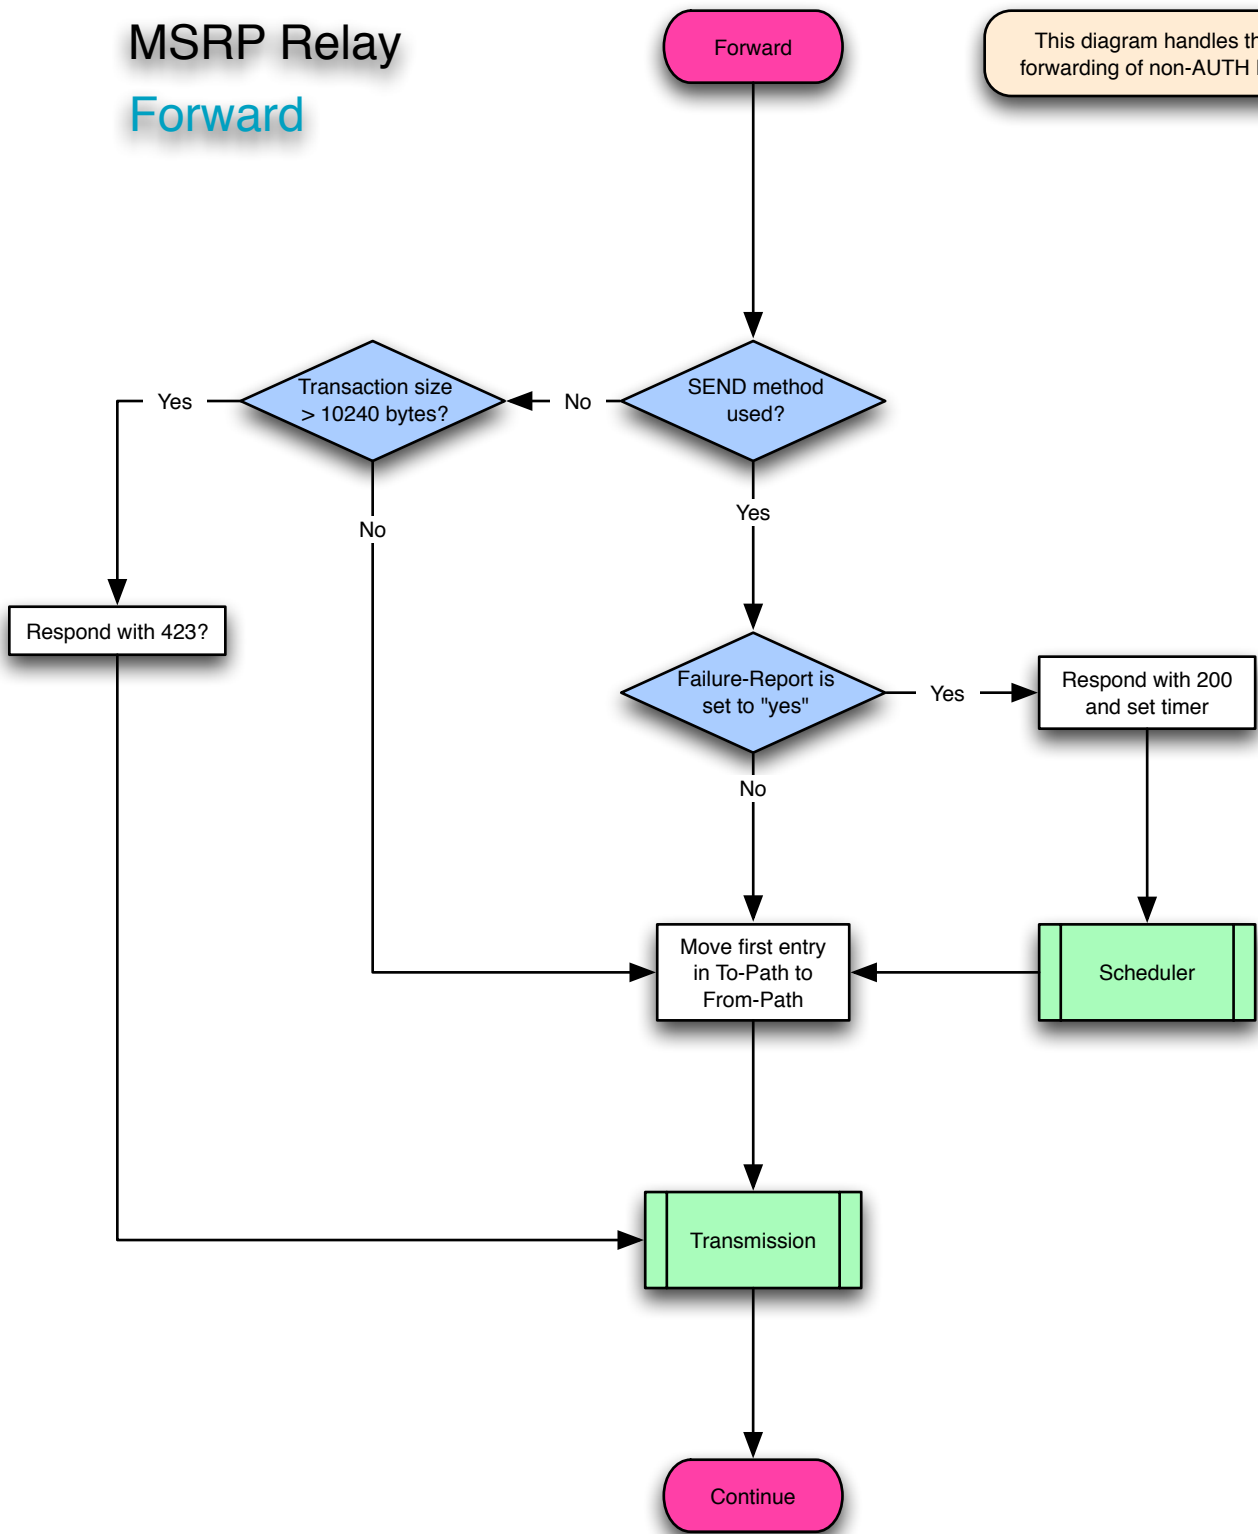 MSRP Relay
Forward
Forward
This diagram handles
forwarding of non-AUTH
Yes
Transaction size
> 10240 bytes?
No
SEND method
used?
No
Yes
Respond with 423?
Failure-Report is
set to "yes"
Yes
Respond with 200
and set timer
No
Move first entry
in To-Path to
From-Path
Scheduler
Transmission
Continue